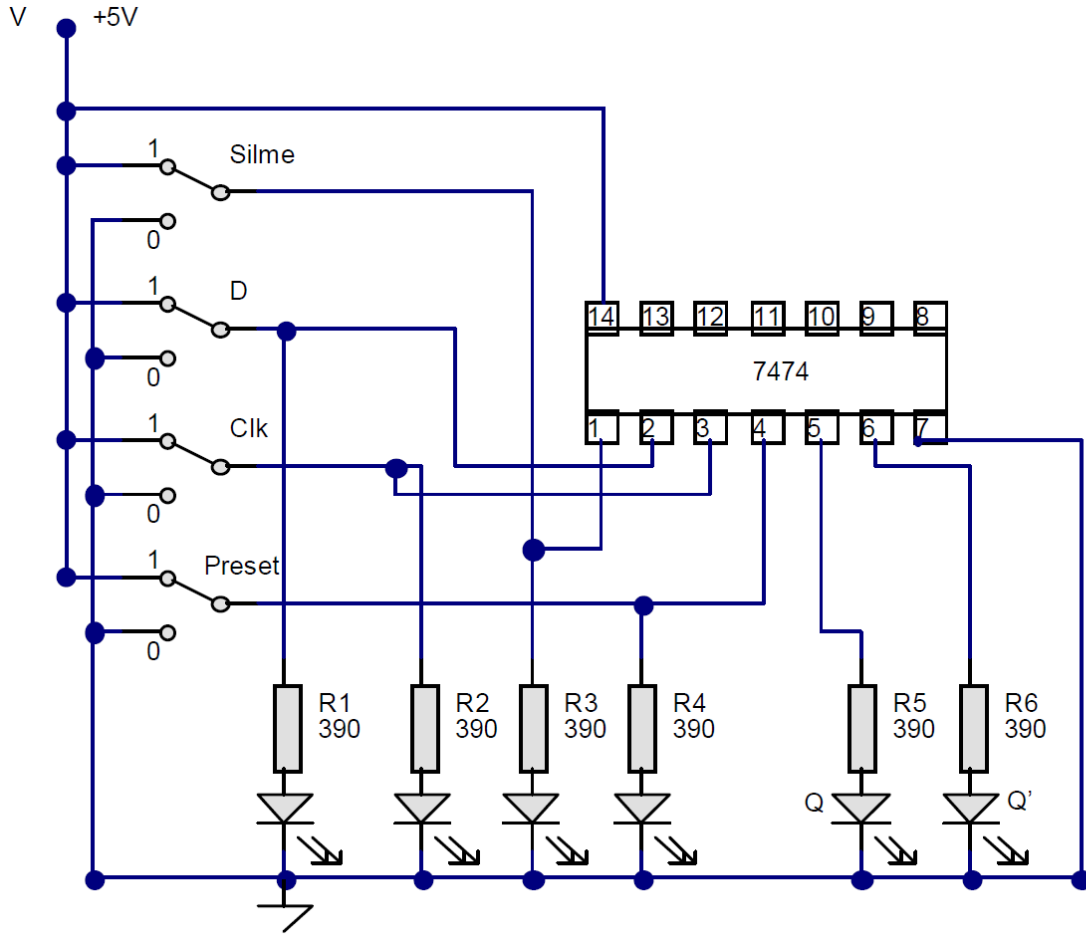 V +5V
1 Silme
0
1 D
0
1 Clk
0
1 Preset
0
14 13 12 11 10 9 8
7474
1 2 3 4 5 6 7
R1 R2 R3 R4 R5 R6
390 390 390 390 390 390
Q Q'